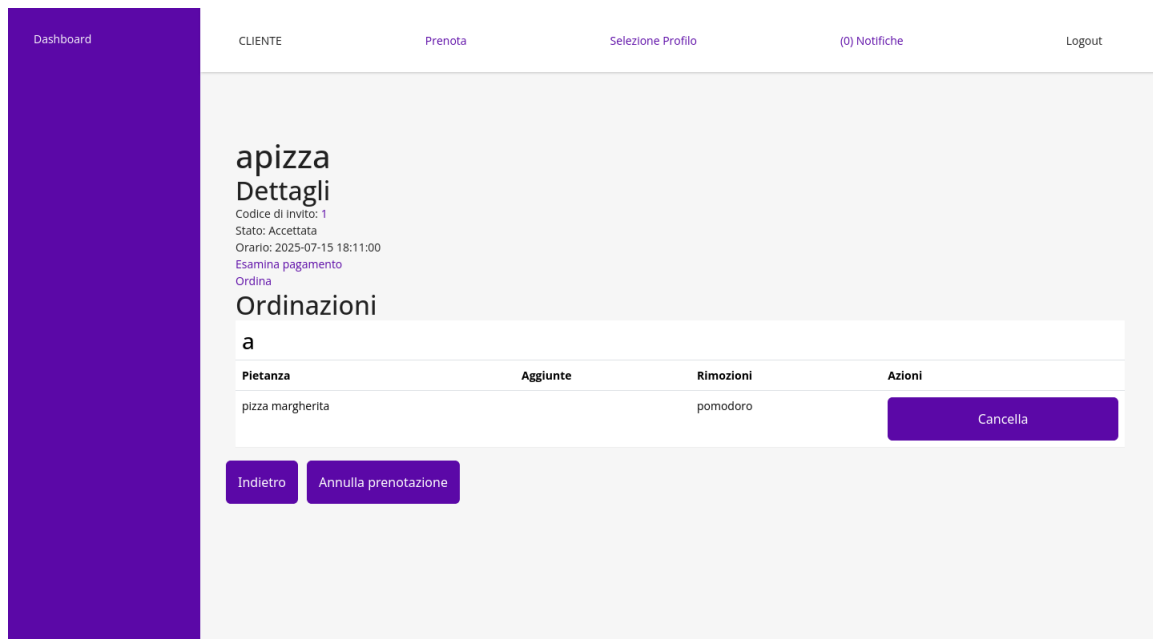 Dashboard
CLIENTE Prenota Selezione Profilo (0) Notifiche Logout
apizza
Dettagli
Codice di invito: 1
Stato: Accettata
Orario: 2025-07-15 18:11:00
Esamina pagamento
Ordina
Ordinazioni
a
Pietanza Aggiunte Rimozioni Azioni
pizza margherita pomodoro Cancella
Indietro Annulla prenotazione